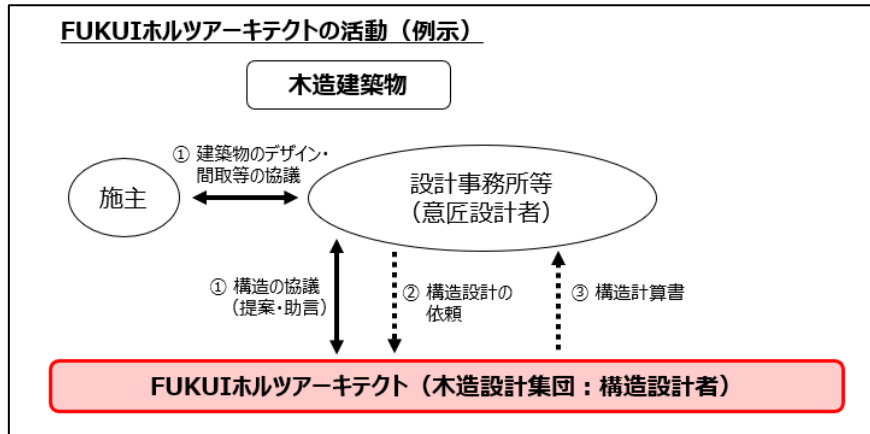 FUKUIホルツアーキテクトの活動（例示）
木造建築物
① 建築物のデザイン・
間取等の協議
施主
設計事務所等
（意匠設計者）
① 構造の協議
（提案・助言）
② 構造設計の
依頼
③ 構造計算書
FUKUIホルツアーキテクト（木造設計集団：構造設計者）